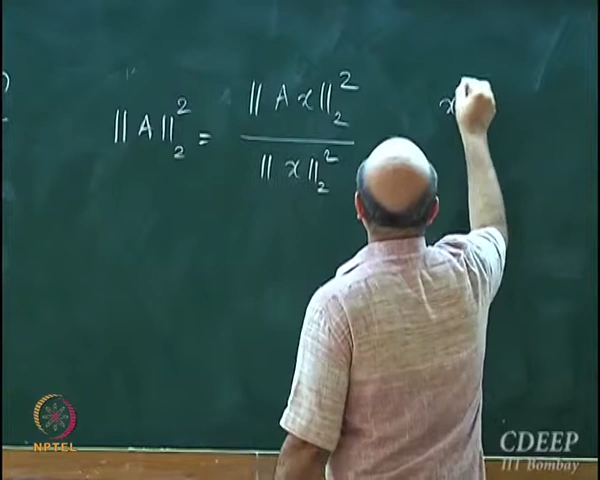 ||A||₂² = ||Ax||₂² / ||x||₂²
x
NPTEL
CDEEP
IIT Bombay